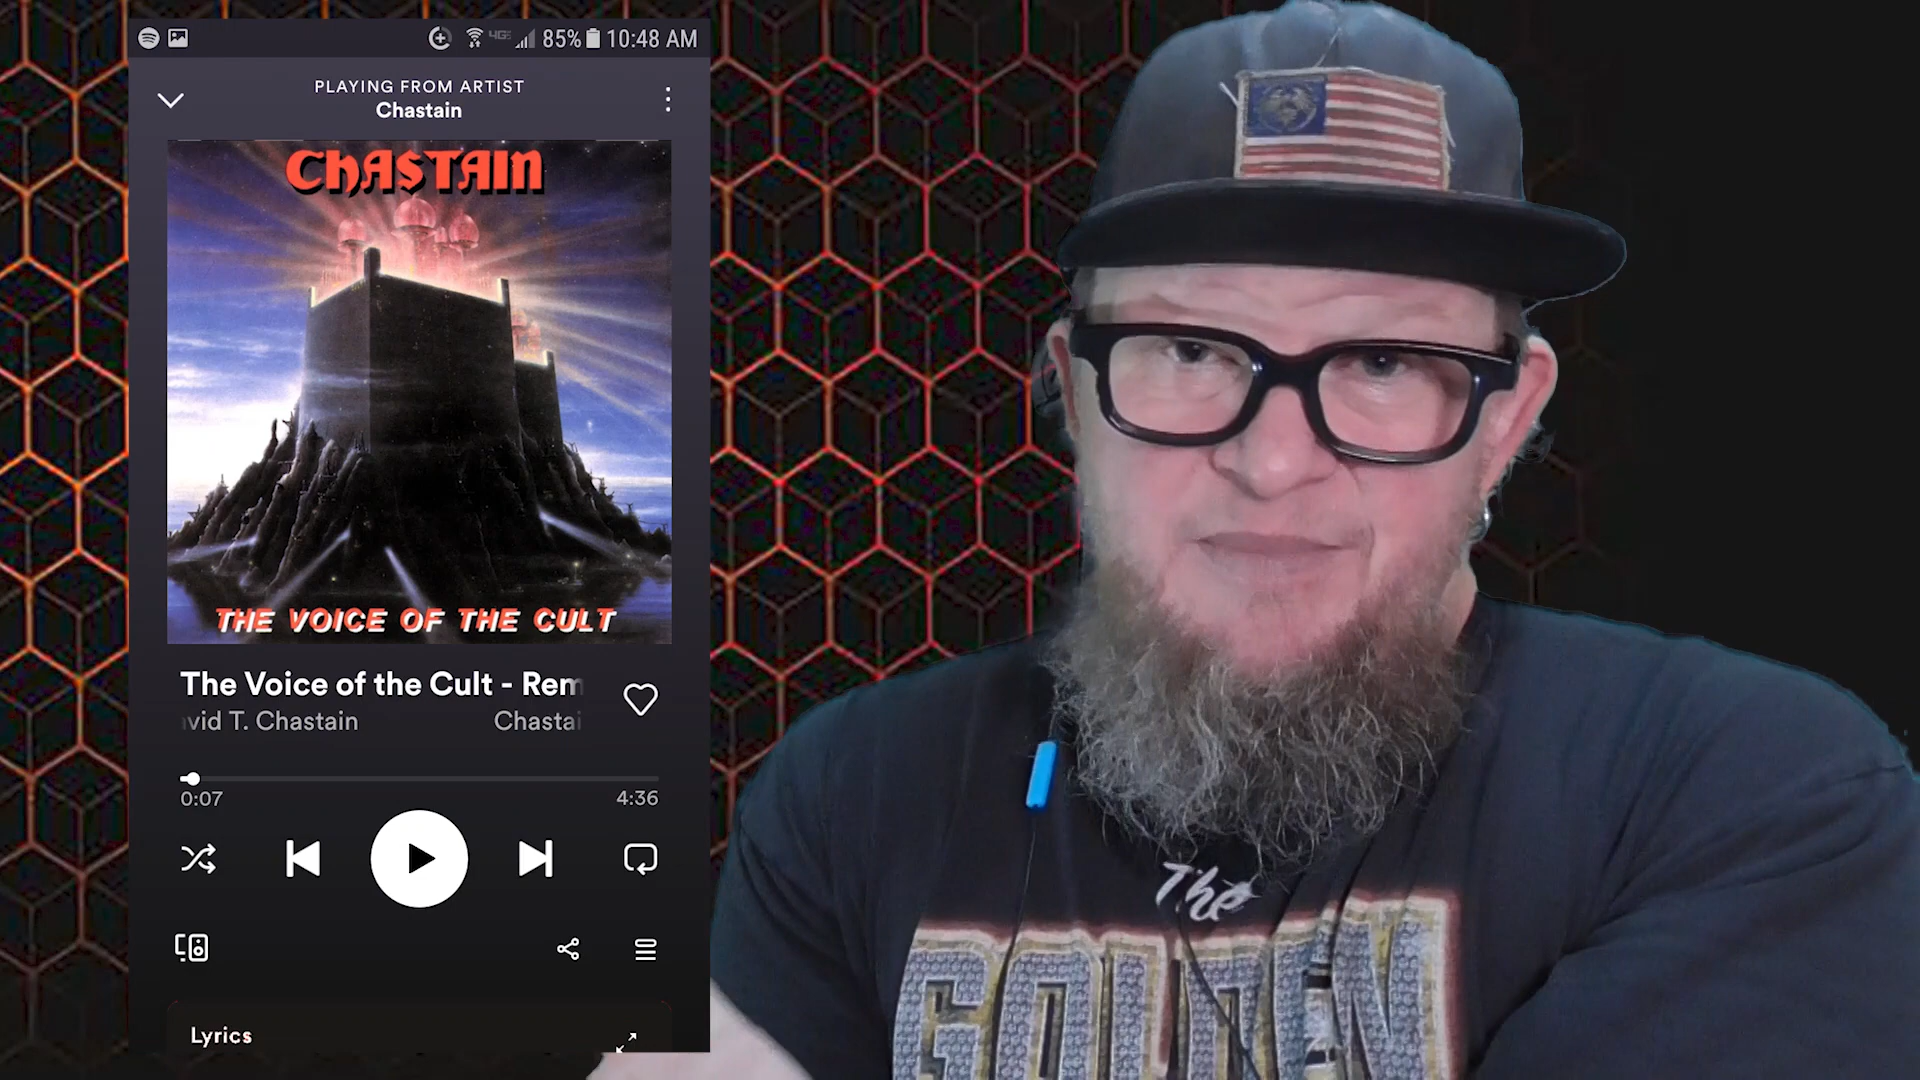 85% 10:48 AM
PLAYING FROM ARTIST
Chastain
CHASTAIN
THE VOICE OF THE CULT
The Voice of the Cult - Rem
vid T. Chastain Chastai
0:07 4:36
Lyrics
The
GOLDEN